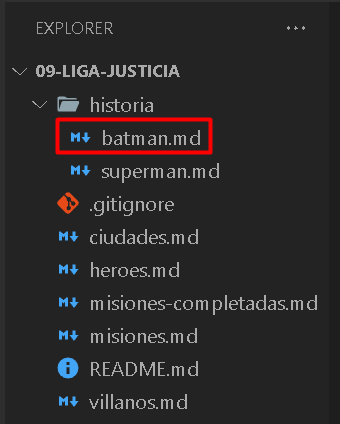 EXPLORER
09-LIGA-JUSTICIA
historia
batman.md
superman.md
.gitignore
ciudades.md
heroes.md
misiones-completadas.md
misiones.md
README.md
villanos.md